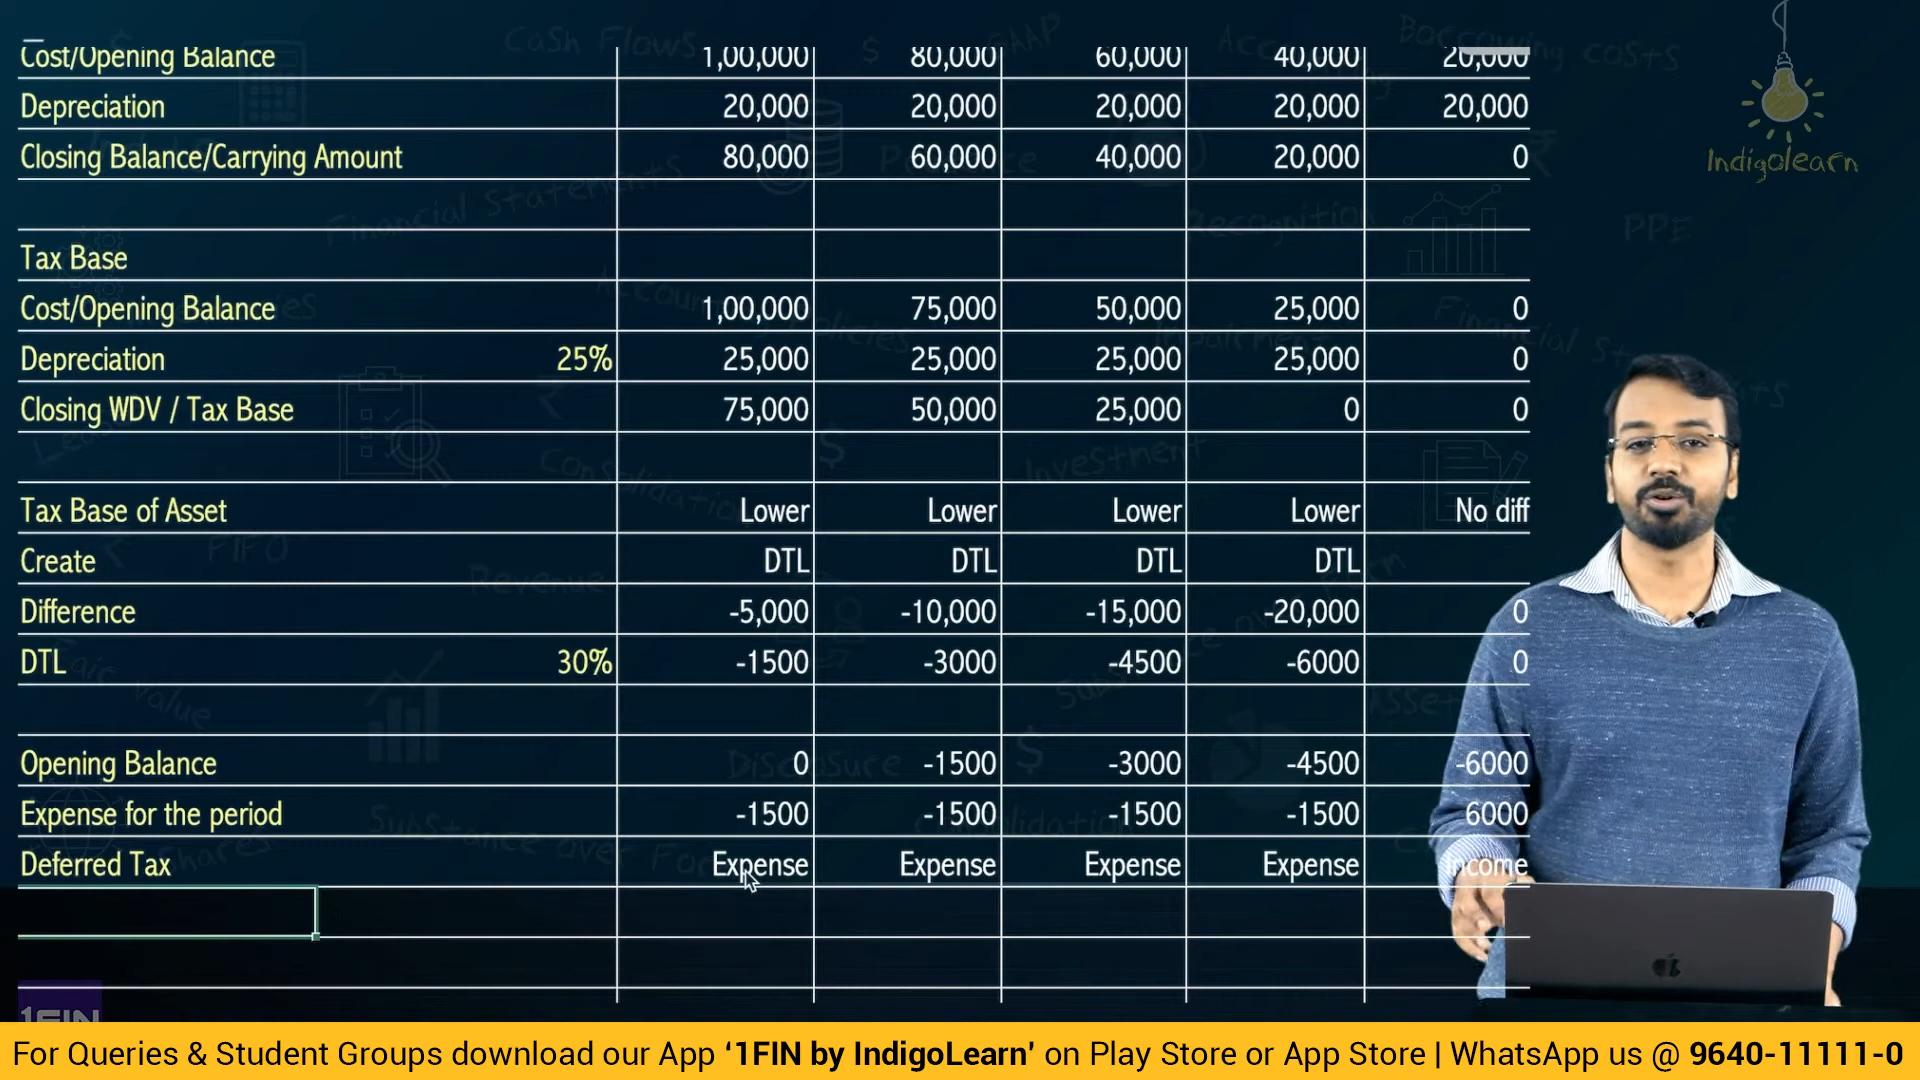 Indigolearn
Cost/Opening Balance 1,00,000 80,000 60,000 40,000 20,000
Depreciation 20,000 20,000 20,000 20,000 20,000
Closing Balance/Carrying Amount 80,000 60,000 40,000 20,000 0
Tax Base
Cost/Opening Balance 1,00,000 75,000 50,000 25,000 0
Depreciation 25% 25,000 25,000 25,000 25,000 0
Closing WDV / Tax Base 75,000 50,000 25,000 0 0
Tax Base of Asset Lower Lower Lower Lower No diff
Create DTL DTL DTL DTL
Difference -5,000 -10,000 -15,000 -20,000 0
DTL 30% -1500 -3000 -4500 -6000 0
Opening Balance 0 -1500 -3000 -4500 -6000
Expense for the period -1500 -1500 -1500 -1500 6000
Deferred Tax Expense Expense Expense Expense Income
1FIN
For Queries & Student Groups download our App ‘1FIN by IndigoLearn’ on Play Store or App Store | WhatsApp us @ 9640-11111-0